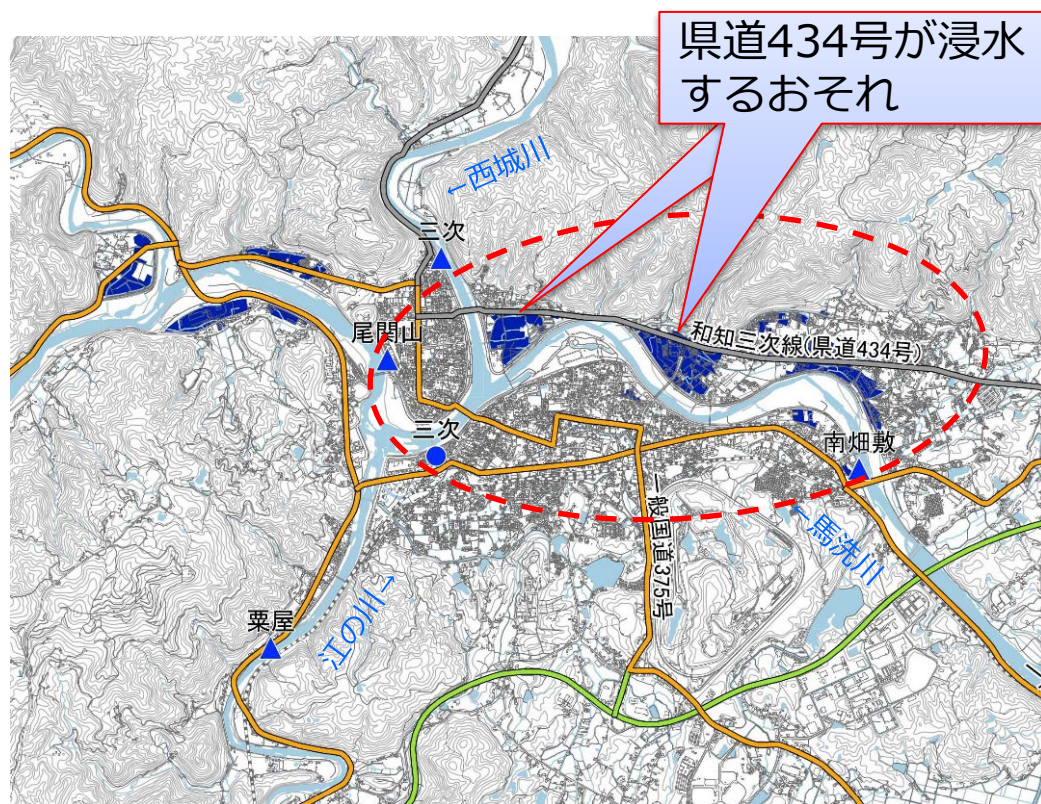 県道434号が浸水
するおそれ
←西城川
三次
尾関山
和知三次線(県道434号)
三次
南畑敷
←馬洗川
一般国道375号
江の川→
粟屋